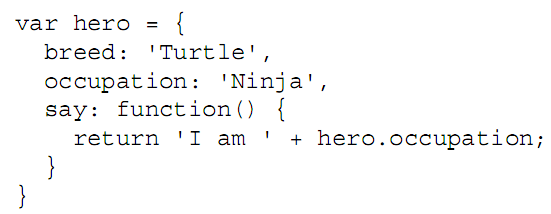 var hero = {
  breed: 'Turtle',
  occupation: 'Ninja',
  say: function() {
    return 'I am ' + hero.occupation;
  }
}